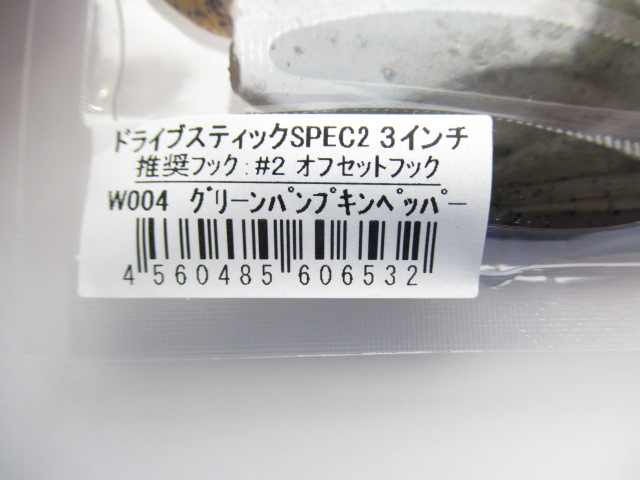 ドライブスティックSPEC2 3インチ
推奨フック:#2 オフセットフック
W004 グリーンパンプキンペッパー
4 560485 606532